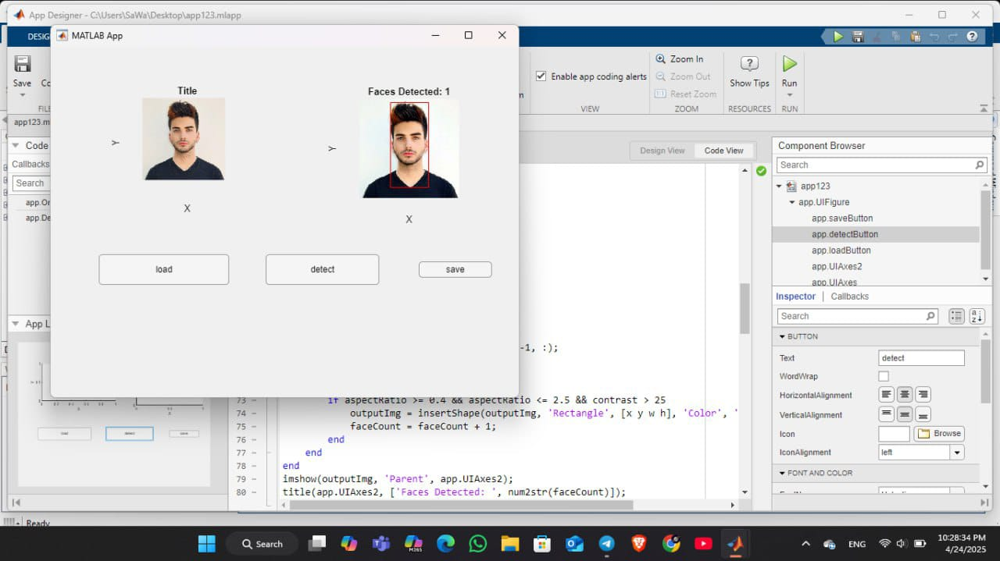 App Designer - C:\Users\SaWa\Desktop\app123.mlapp
DESIG
MATLAB App
Save
Co
FILE
Enable app coding alerts
VIEW
Zoom In
Zoom Out
Reset Zoom
ZOOM
Show Tips
RESOURCES
Run
RUN
app123.m
Code
Callbacks
Search
app.Or
app.De
Title
Y
X
Faces Detected: 1
Y
X
load
detect
save
Design View
Code View
-1, :);
73
if aspectRatio >= 0.4 && aspectRatio <= 2.5 && contrast > 25
74
outputImg = insertShape(outputImg, 'Rectangle', [x y w h], 'Color', '
75
faceCount = faceCount + 1;
76
end
77
end
78
end
79
imshow(outputImg, 'Parent', app.UIAxes2);
80
title(app.UIAxes2, ['Faces Detected: ', num2str(faceCount)]);
App L
load
detect
save
Component Browser
Search
app123
app.UIFigure
app.saveButton
app.detectButton
app.loadButton
app.UIAxes2
app.UIAxes
Inspector | Callbacks
Search
BUTTON
Text
detect
WordWrap
HorizontalAlignment
VerticalAlignment
Icon
Browse
IconAlignment
left
FONT AND COLOR
Ready
Search
ENG
10:28:34 PM
4/24/2025